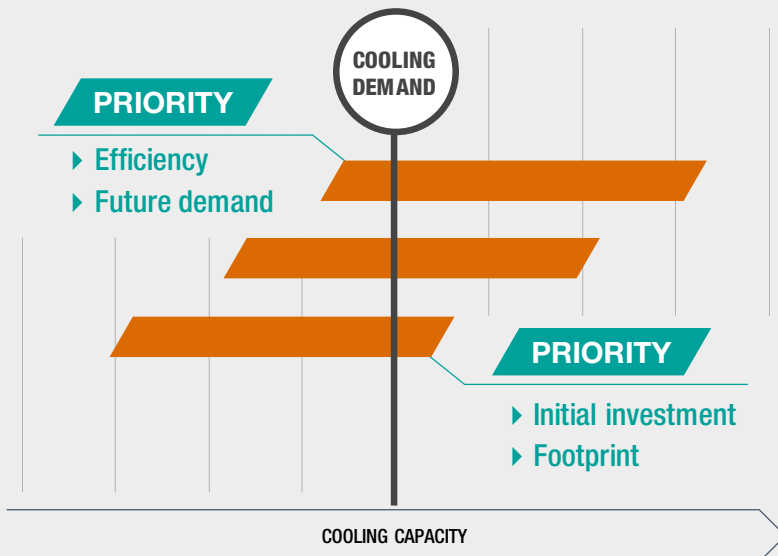 COOLING
DEMAND
PRIORITY
Efficiency
Future demand
PRIORITY
Initial investment
Footprint
COOLING CAPACITY